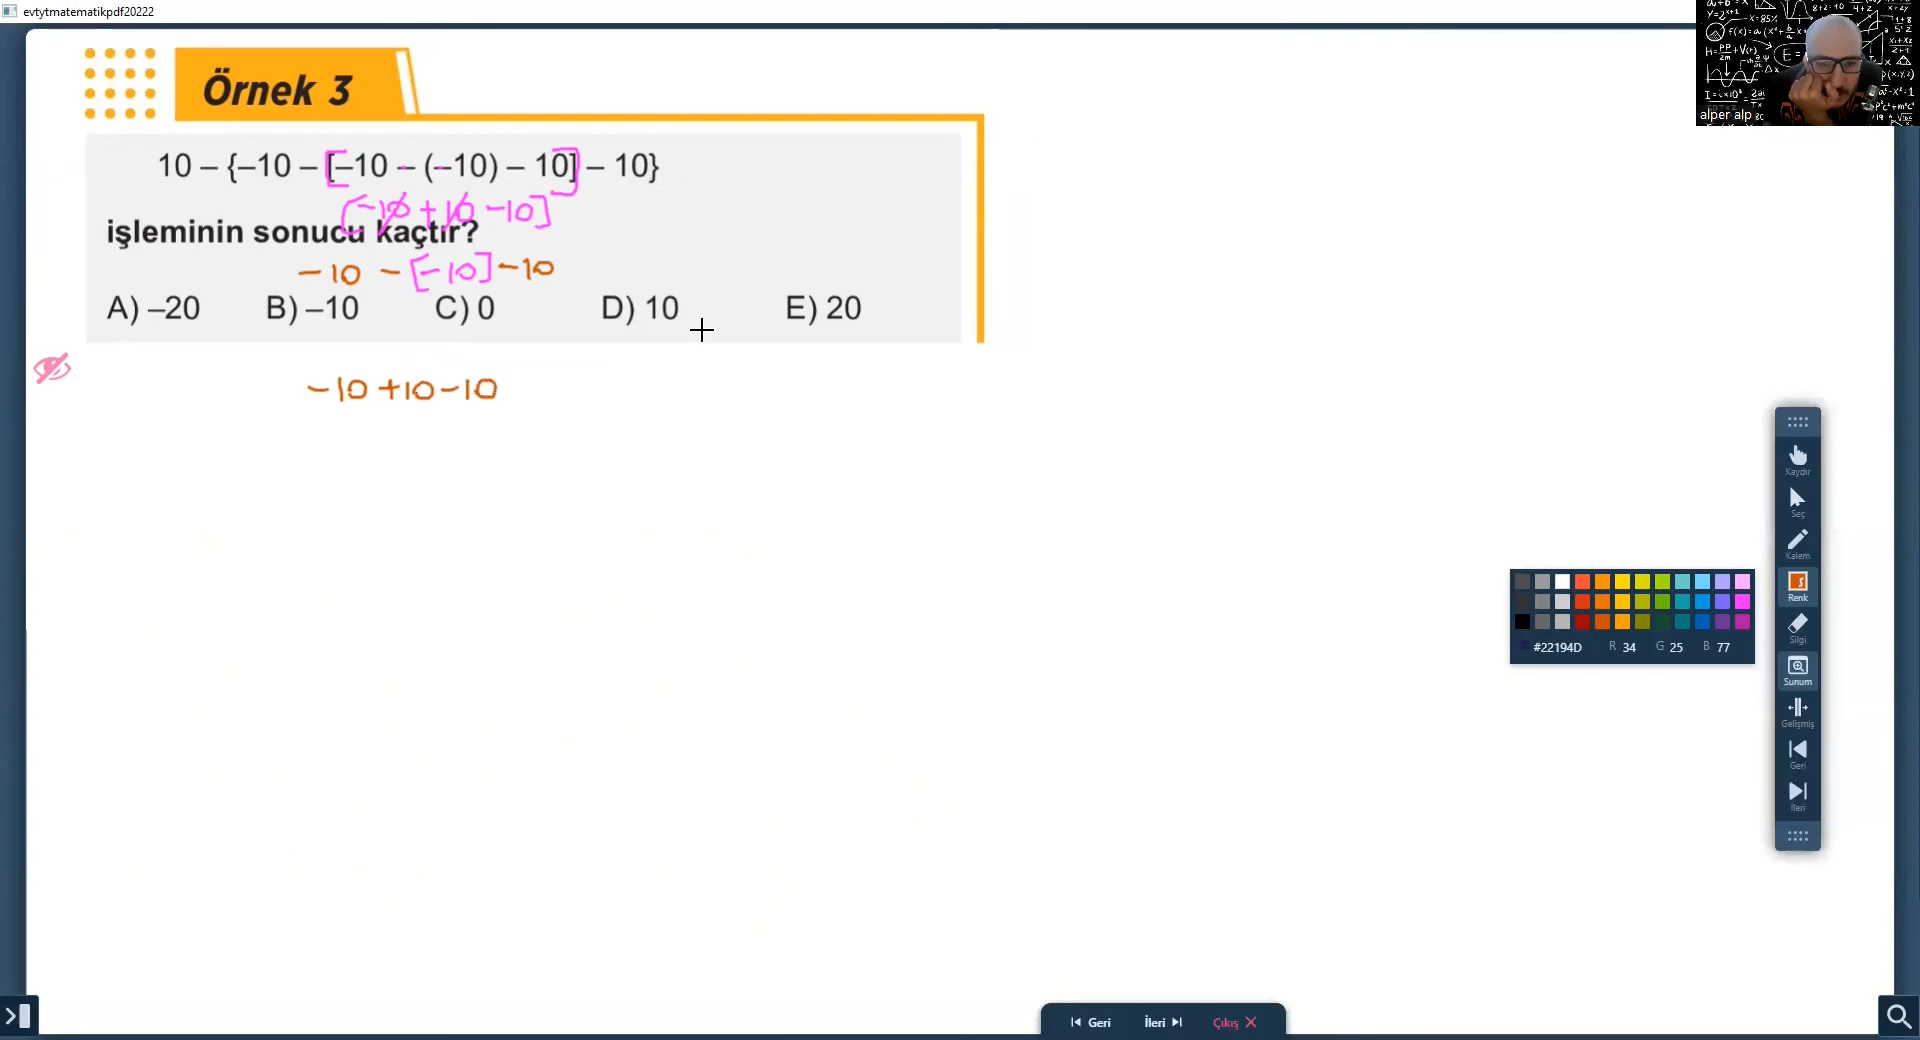 evtytmatematikpdf20222
Örnek 3
10 – {–10 – [–10 – (–10) – 10] – 10}
[-10 + 10 - 10]
işleminin sonucu kaçtır?
- 10 - [-10] - 10
A) –20 B) –10 C) 0 D) 10 E) 20
- 10 + 10 - 10
alper alp
Kaydır
Seç
Kalem
Renk
Silgi
Sunum
Gelişmiş
Geri
İleri
#22194D R 34 G 25 B 77
Geri İleri Çıkış